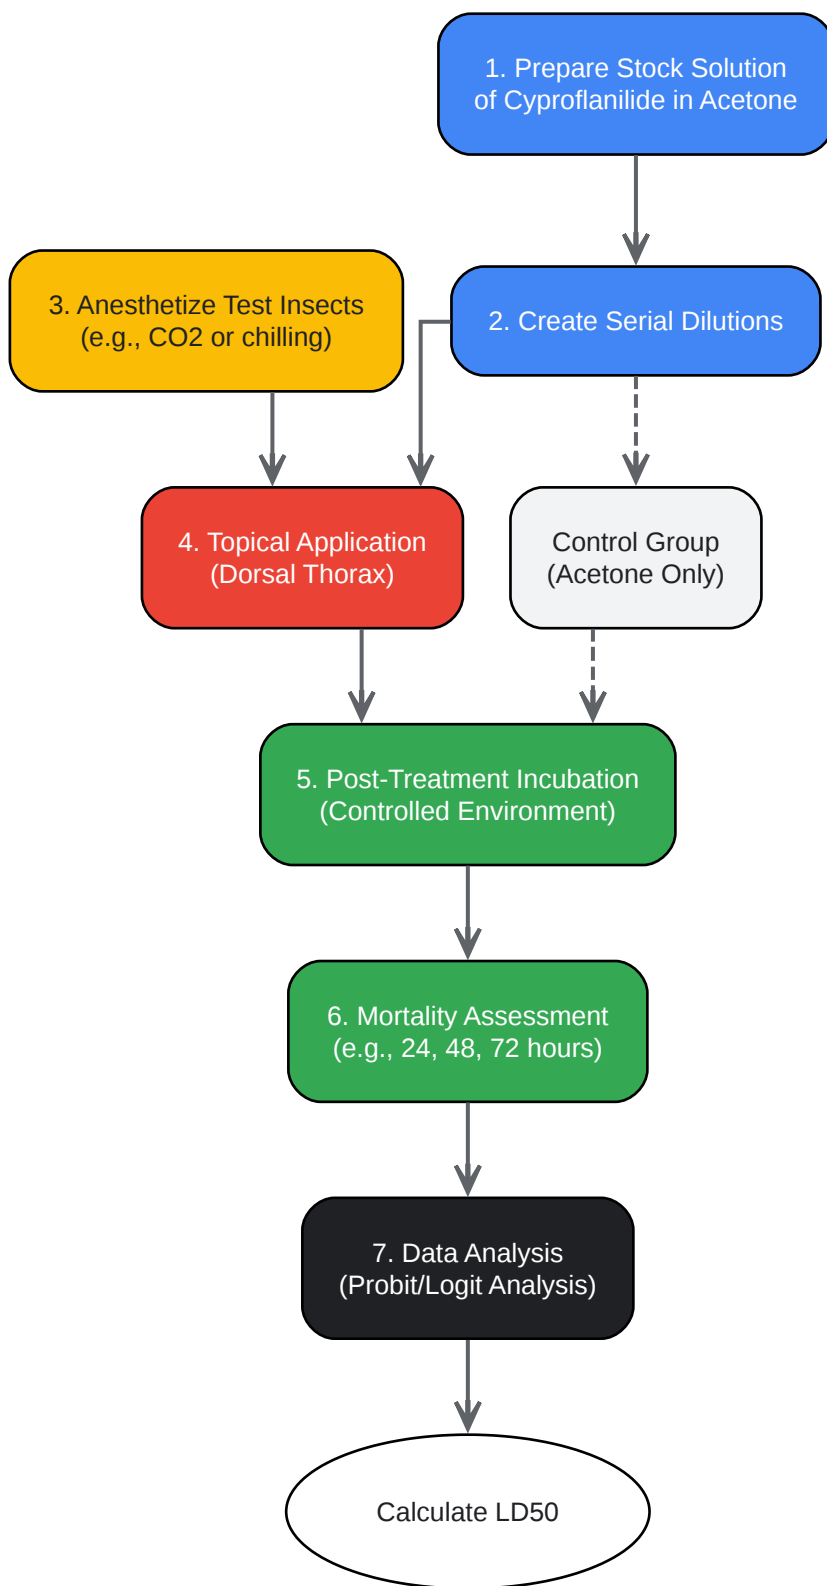 1. Prepare Stock Solution
of Cyproflanilide in Acetone
2. Create Serial Dilutions
3. Anesthetize Test Insects
(e.g., CO2 or chilling)
4. Topical Application
(Dorsal Thorax)
Control Group
(Acetone Only)
5. Post-Treatment Incubation
(Controlled Environment)
6. Mortality Assessment
(e.g., 24, 48, 72 hours)
7. Data Analysis
(Probit/Logit Analysis)
Calculate LD50